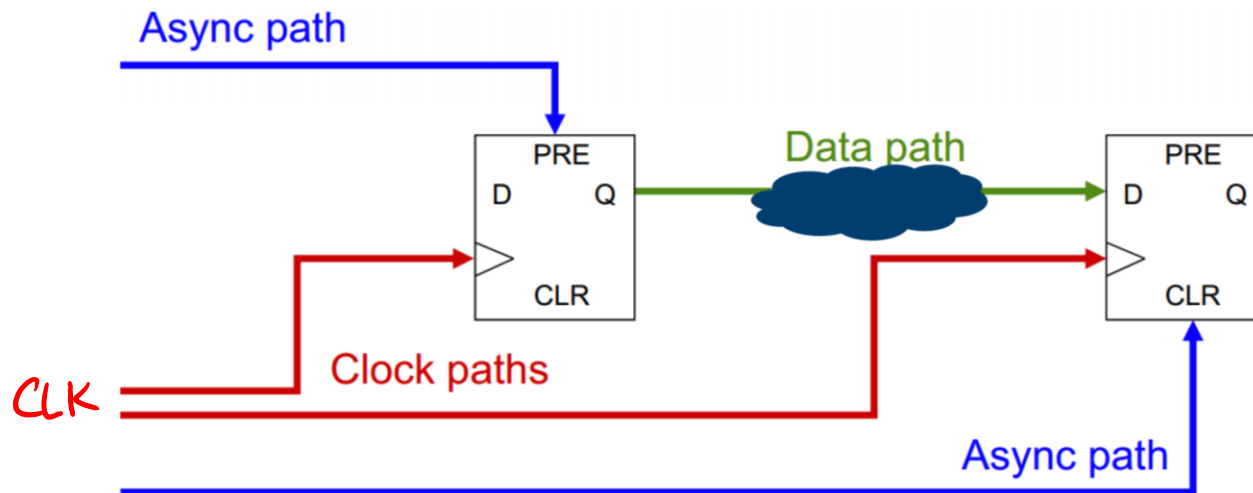 Async path
PRE
D
Q
CLR
Data path
PRE
D
Q
CLR
Clock paths
CLK
Async path